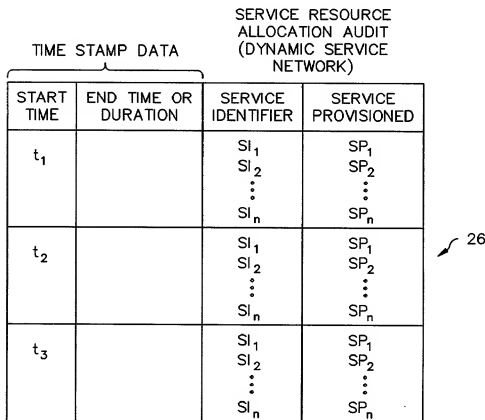 SERVICE RESOURCE
ALLOCATION AUDIT
(DYNAMIC SERVICE
NETWORK)
TIME STAMP DATA
START TIME | END TIME OR DURATION | SERVICE IDENTIFIER | SERVICE PROVISIONED
t₁ SI₁ SP₁
SI₂ SP₂
⋮ ⋮
SIₙ SPₙ
t₂ SI₁ SP₁
SI₂ SP₂
⋮ ⋮
SIₙ SPₙ
26
t₃ SI₁ SP₁
SI₂ SP₂
⋮ ⋮
SIₙ SPₙ